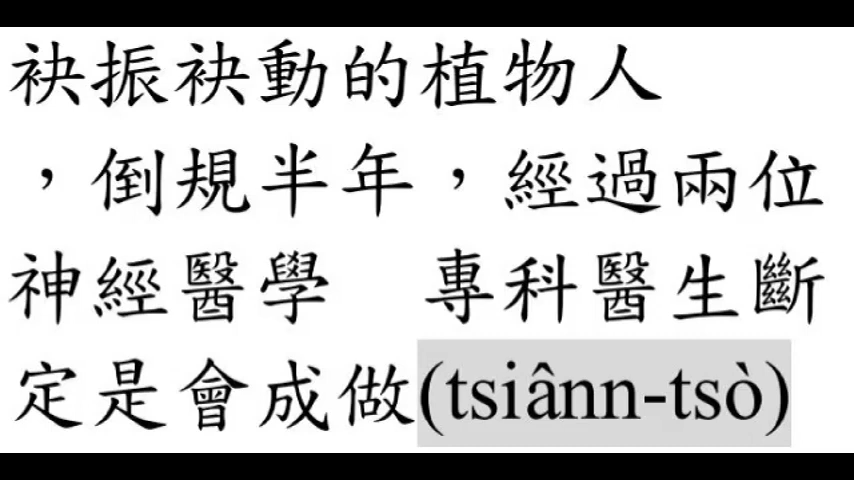 袂振袂動的植物人
，倒規半年，經過兩位
神經醫學　專科醫生斷
定是會成做(tsiânn-tsò)